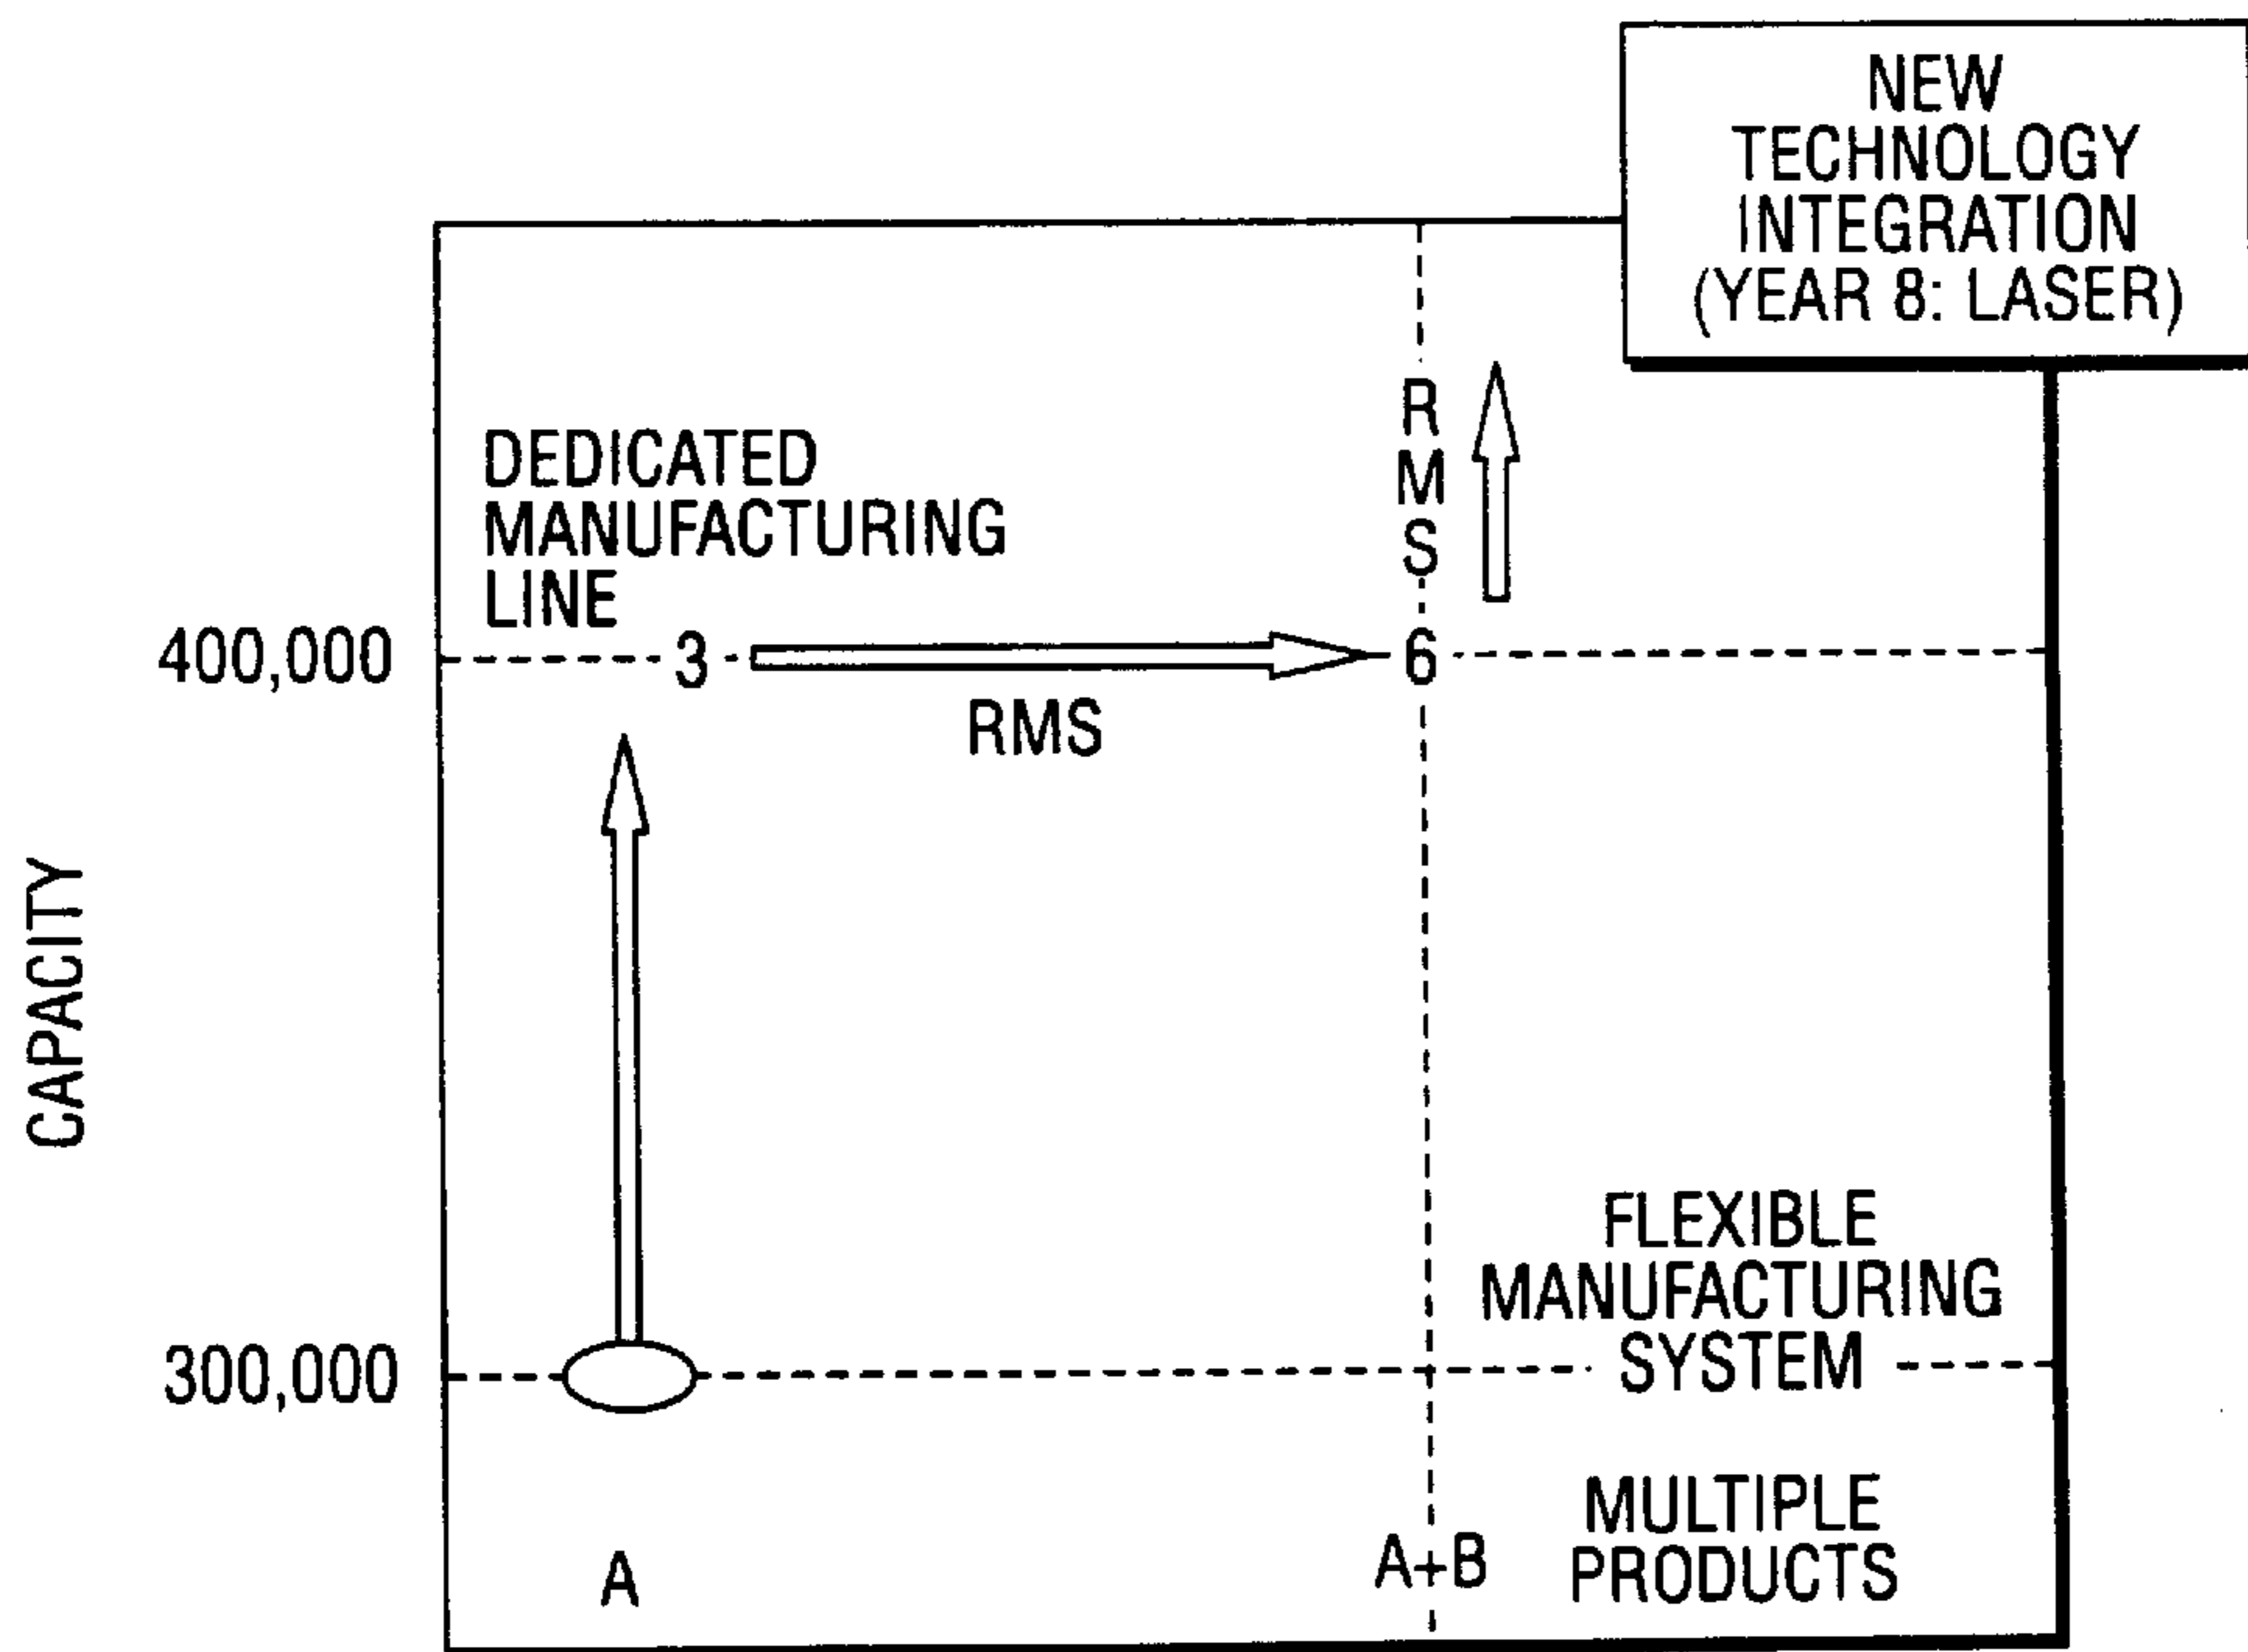 NEW
TECHNOLOGY
INTEGRATION
(YEAR 8: LASER)
R
M
S
DEDICATED
MANUFACTURING
LINE
400,000
3
6
RMS
CAPACITY
FLEXIBLE
MANUFACTURING
SYSTEM
300,000
MULTIPLE
PRODUCTS
A
A+B